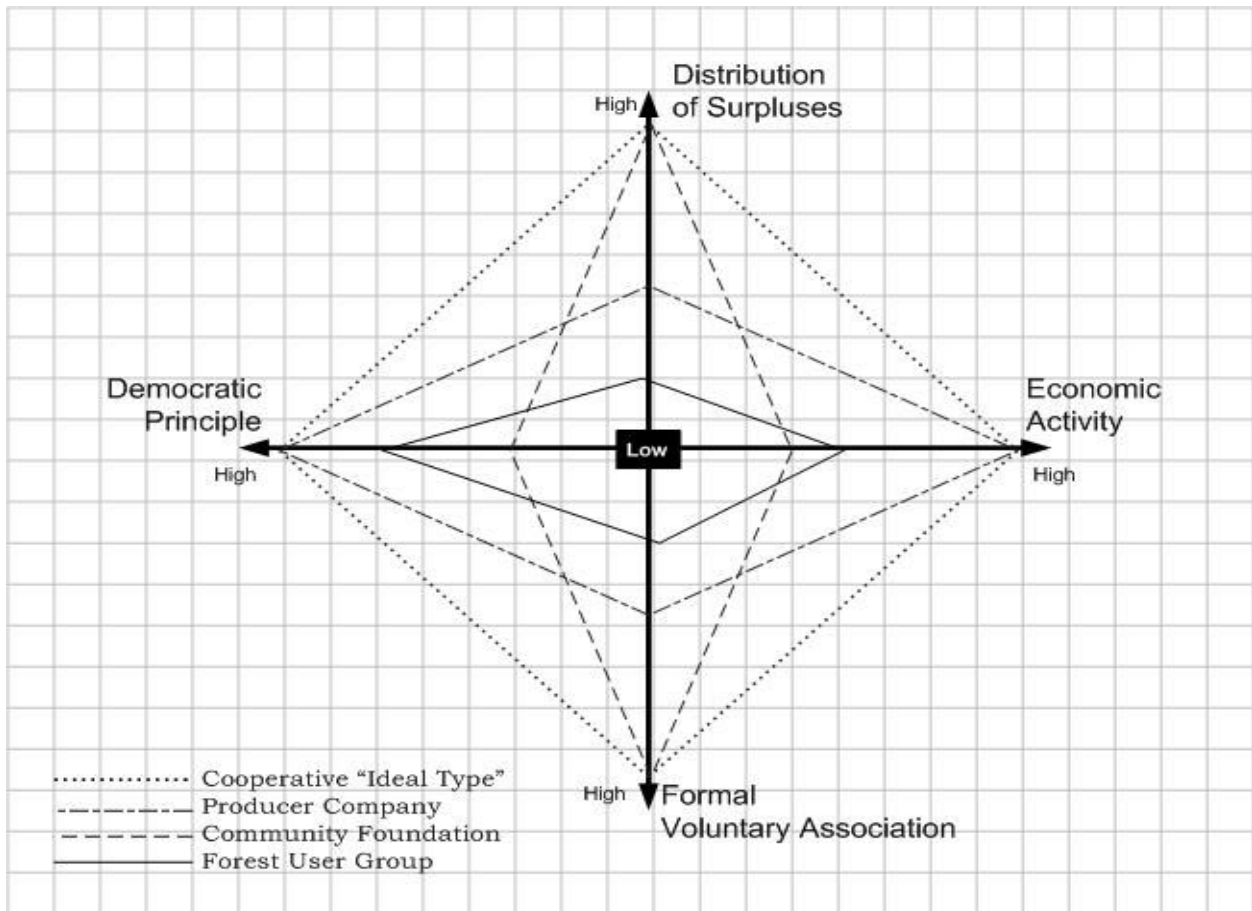 Distribution
of Surpluses
High
Democratic
Principle
High
Low
Economic
Activity
High
High
Formal
Voluntary Association
Cooperative “Ideal Type”
Producer Company
Community Foundation
Forest User Group